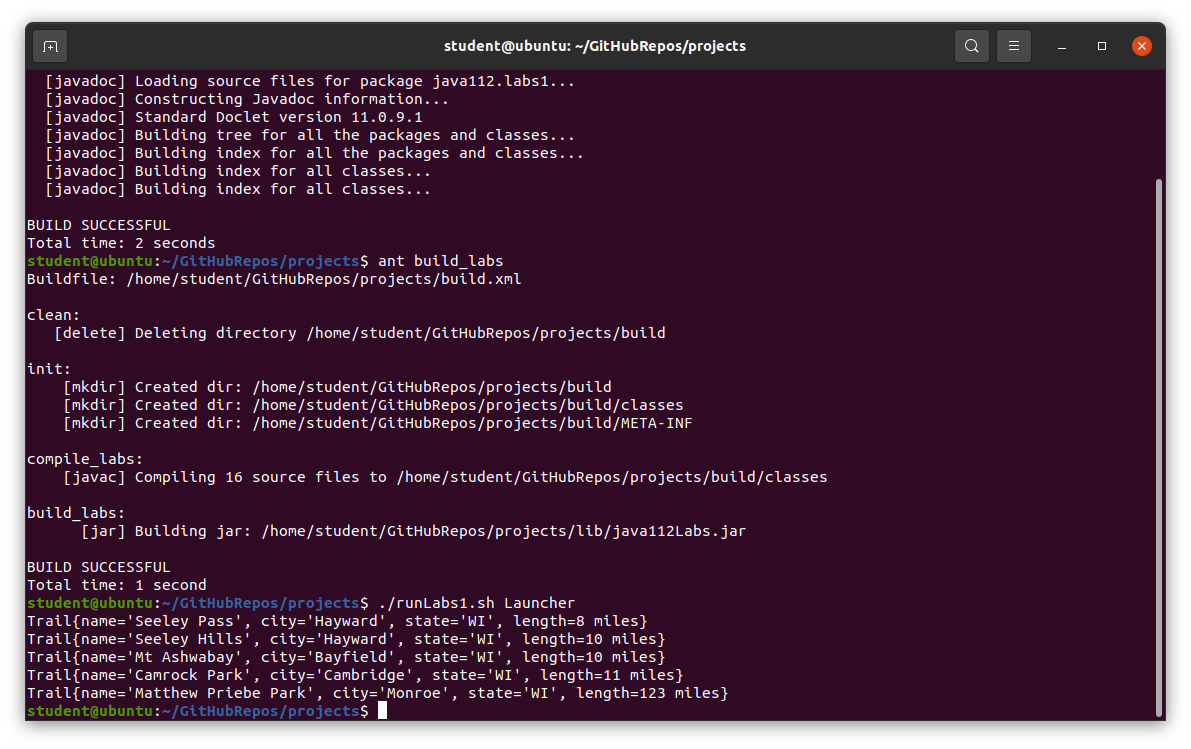 student@ubuntu: ~/GitHubRepos/projects
[javadoc] Loading source files for package java112.labs1...
[javadoc] Constructing Javadoc information...
[javadoc] Standard Doclet version 11.0.9.1
[javadoc] Building tree for all the packages and classes...
[javadoc] Building index for all the packages and classes...
[javadoc] Building index for all classes...
[javadoc] Building index for all classes...
BUILD SUCCESSFUL
Total time: 2 seconds
student@ubuntu:~/GitHubRepos/projects$ ant build_labs
Buildfile: /home/student/GitHubRepos/projects/build.xml
clean:
[delete] Deleting directory /home/student/GitHubRepos/projects/build
init:
[mkdir] Created dir: /home/student/GitHubRepos/projects/build
[mkdir] Created dir: /home/student/GitHubRepos/projects/build/classes
[mkdir] Created dir: /home/student/GitHubRepos/projects/build/META-INF
compile_labs:
[javac] Compiling 16 source files to /home/student/GitHubRepos/projects/build/classes
build_labs:
[jar] Building jar: /home/student/GitHubRepos/projects/lib/java112Labs.jar
BUILD SUCCESSFUL
Total time: 1 second
student@ubuntu:~/GitHubRepos/projects$ ./runLabs1.sh Launcher
Trail{name='Seeley Pass', city='Hayward', state='WI', length=8 miles}
Trail{name='Seeley Hills', city='Hayward', state='WI', length=10 miles}
Trail{name='Mt Ashwabay', city='Bayfield', state='WI', length=10 miles}
Trail{name='Camrock Park', city='Cambridge', state='WI', length=11 miles}
Trail{name='Matthew Priebe Park', city='Monroe', state='WI', length=123 miles}
student@ubuntu:~/GitHubRepos/projects$